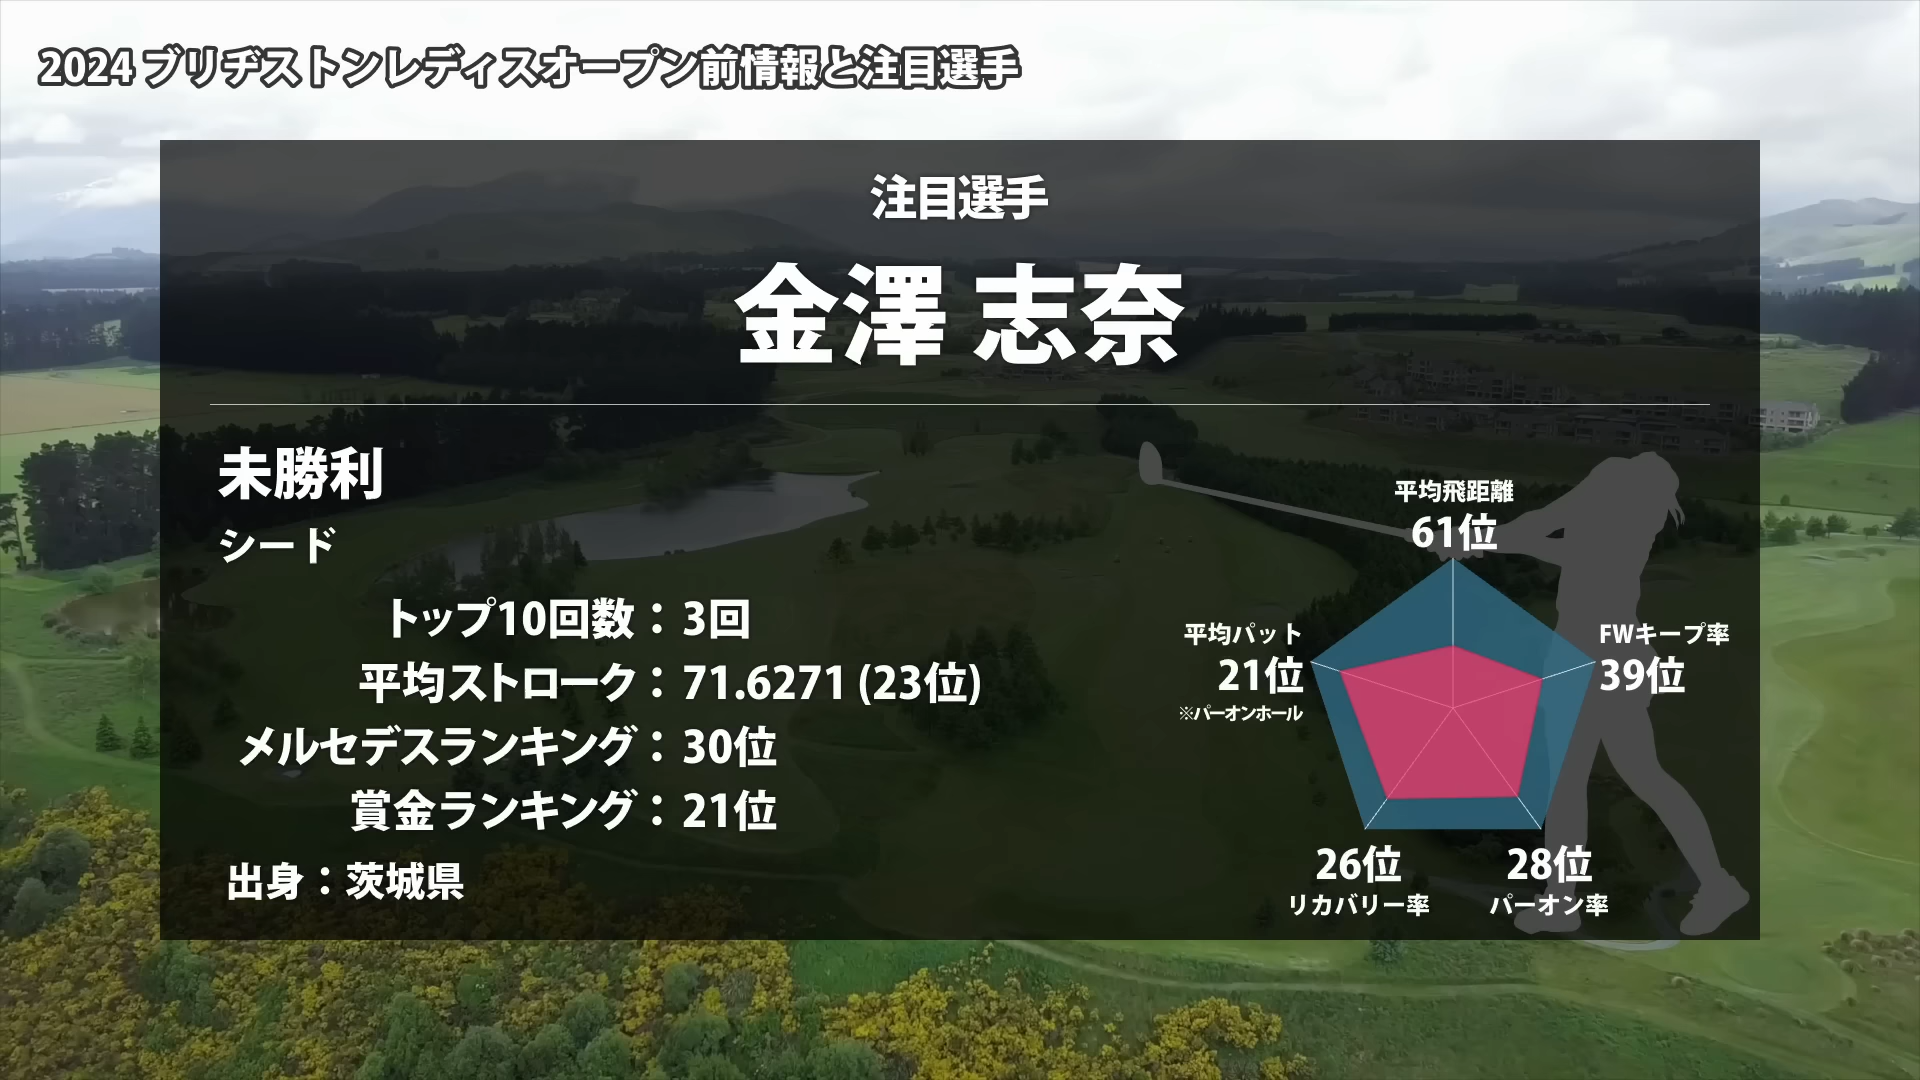 2024 ブリヂストンレディスオープン前情報と注目選手
注目選手
金澤 志奈
未勝利
シード
トップ10回数：3回
平均ストローク：71.6271 (23位)
メルセデスランキング：30位
賞金ランキング：21位
出身：茨城県
平均飛距離
61位
平均パット
21位
※パーオンホール
FWキープ率
39位
26位
リカバリー率
28位
パーオン率